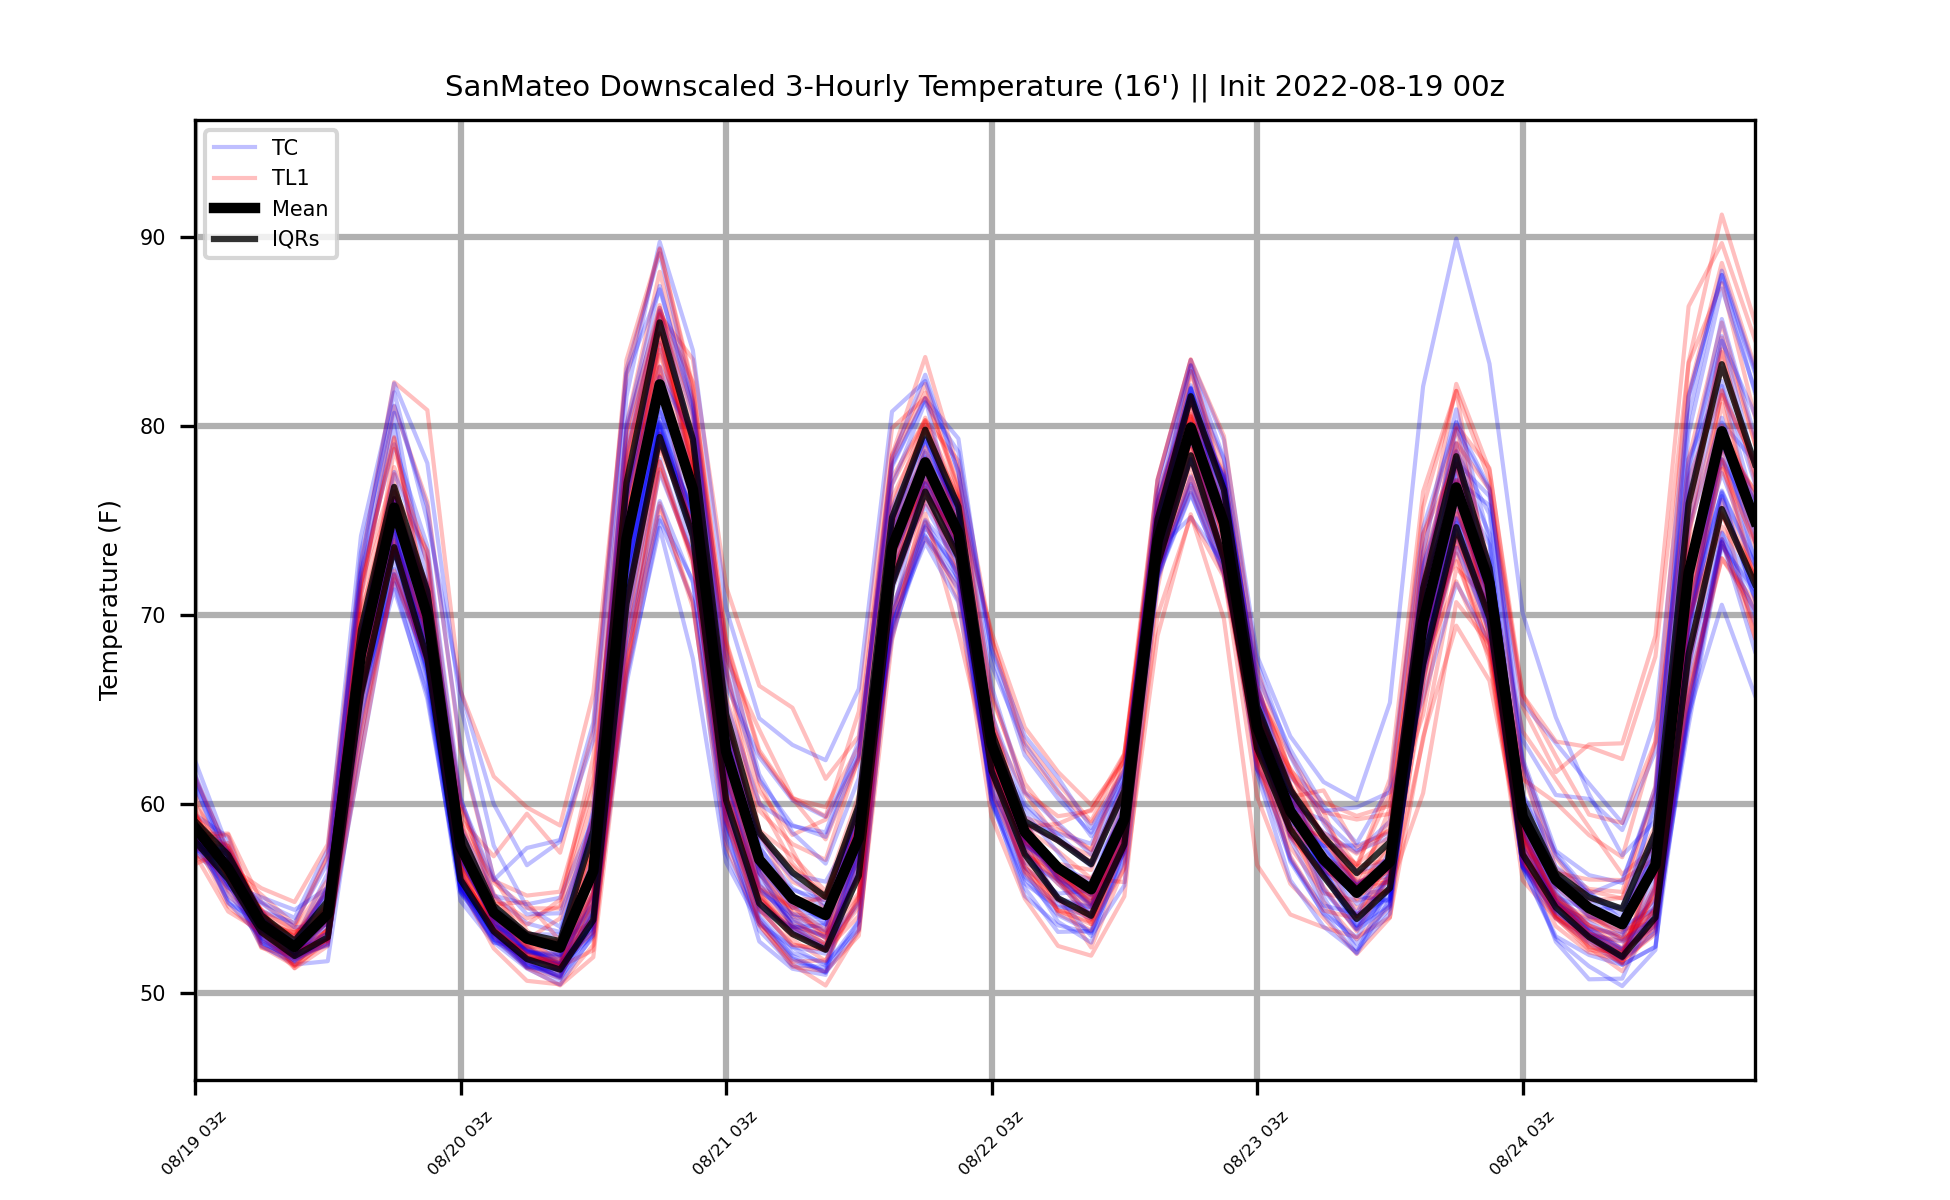 SanMateo Downscaled 3-Hourly Temperature (16') || Init 2022-08-19 00z
TC
TL1
Mean
IQRs
Temperature (F)
90
80
70
60
50
08/19 03z
08/20 03z
08/21 03z
08/22 03z
08/23 03z
08/24 03z